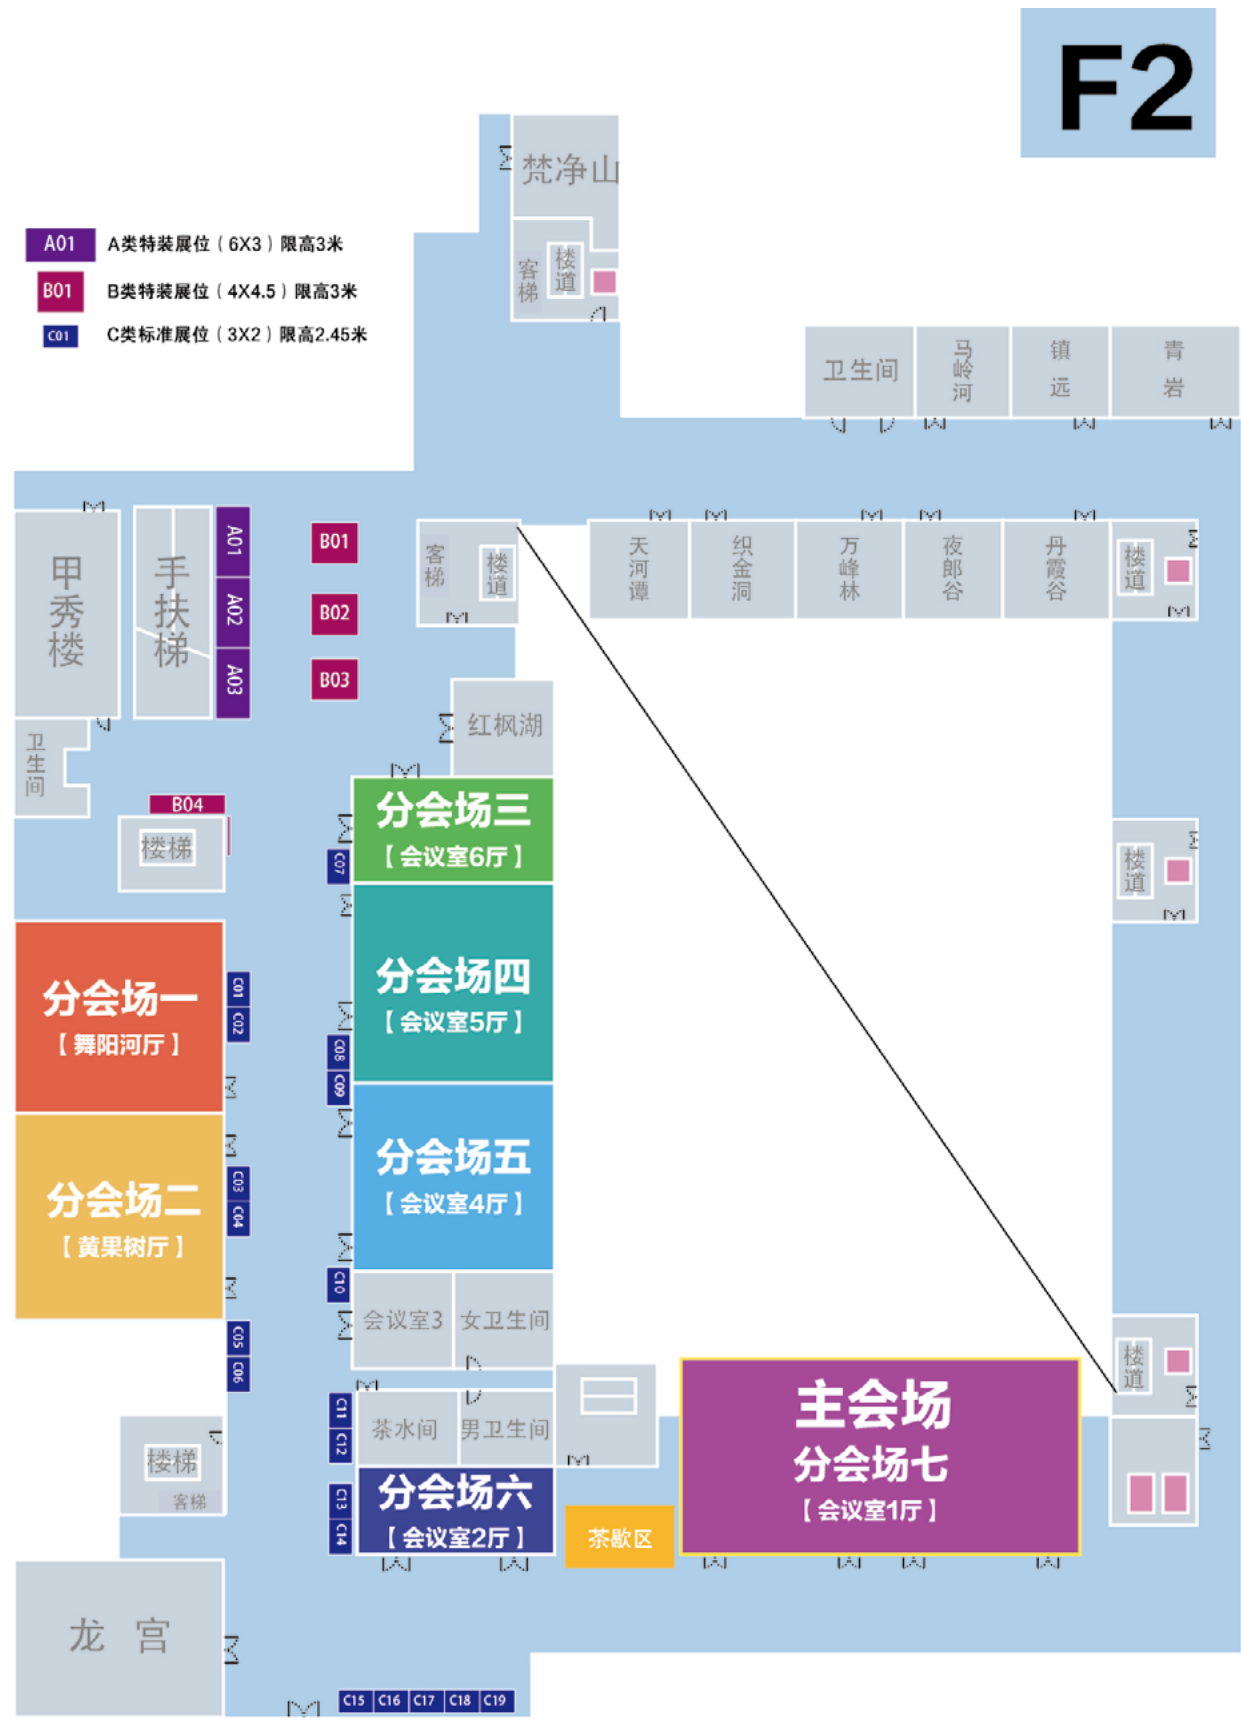 F2
梵净山
客梯
楼道
A01 A类特装展位（6X3）限高3米
B01 B类特装展位（4X4.5）限高3米
C01 C类标准展位（3X2）限高2.45米
卫生间
马岭河
镇远
青岩
甲秀楼
手扶梯
A01
A02
A03
B01
B02
B03
客梯
楼道
天河谭
织金洞
万峰林
夜郎谷
丹霞谷
楼道
红枫湖
卫生间
B04
楼梯
分会场三
【会议室6厅】
C07
楼道
分会场一
【舞阳河厅】
C01
C02
分会场四
【会议室5厅】
C08
C09
分会场二
【黄果树厅】
C03
C04
分会场五
【会议室4厅】
C10
C05
C06
会议室3
女卫生间
楼道
C11
C12
茶水间
男卫生间
楼梯
客梯
C13
C14
分会场六
【会议室2厅】
茶歇区
主会场
分会场七
【会议室1厅】
龙宫
C15 C16 C17 C18 C19